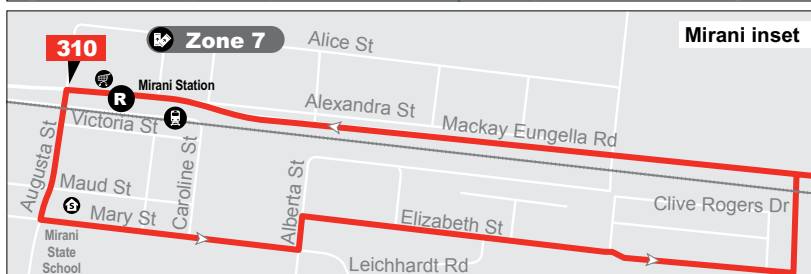 310
Zone 7
Alice St
Mirani inset
R
Mirani Station
Alexandra St
Victoria St
Mackay Eungella Rd
Augusta St
Caroline St
Maud St
S
Mary St
Alberta St
Elizabeth St
Clive Rogers Dr
Mirani
State
School
Leichhardt Rd